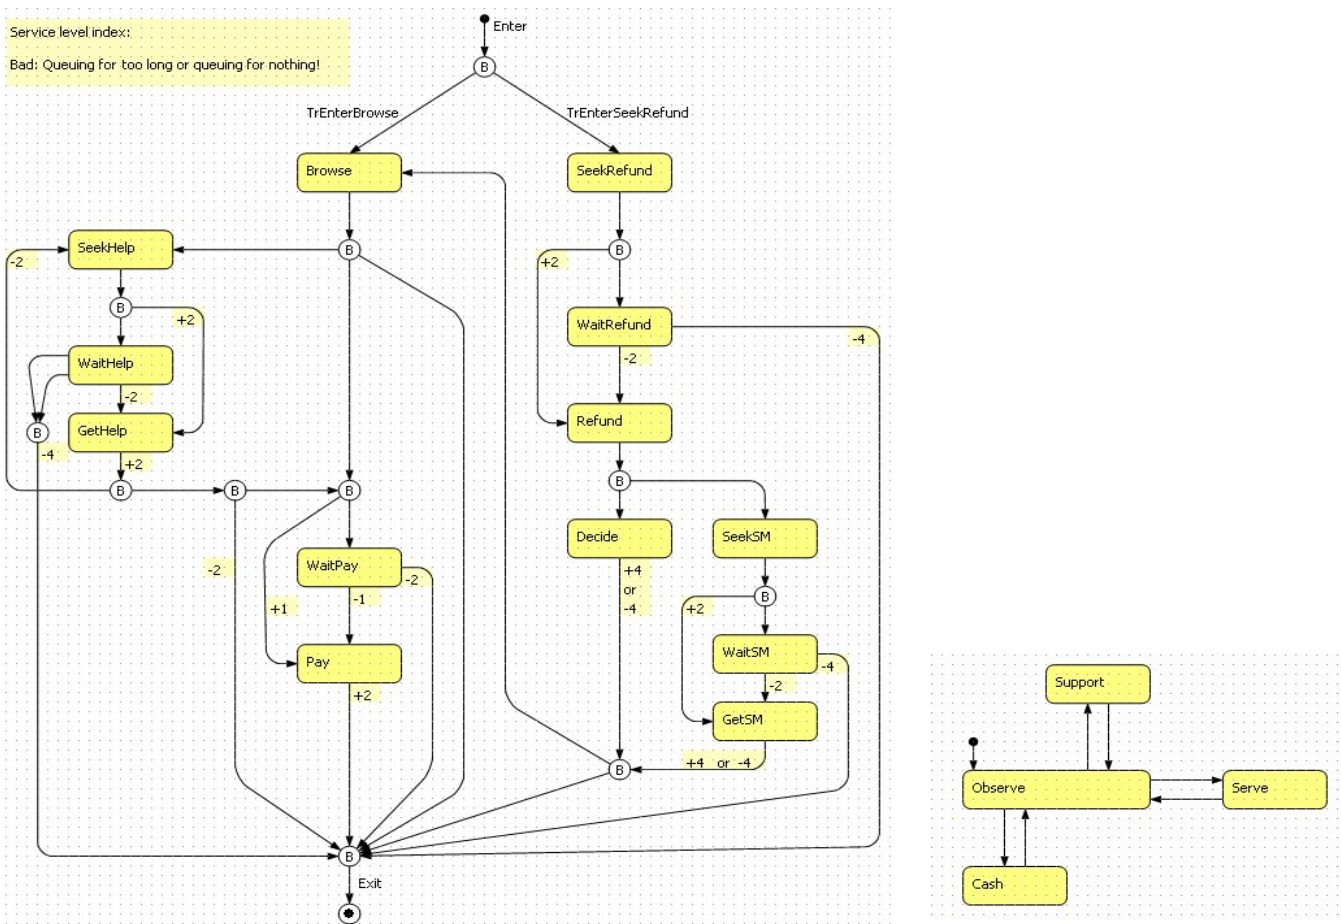 Service level index:
Bad: Queuing for too long or queuing for nothing!
Enter
B
TrEnterBrowse
TrEnterSeekRefund
Browse
SeekRefund
SeekHelp
B
B
-2
+2
B
+2
WaitRefund
-4
WaitHelp
-2
-2
Refund
B
GetHelp
-4
+2
B
B
B
B
B
Decide
SeekSM
WaitPay
-2
-2
+4
or
-4
-1
+1
+2
B
WaitSM
-4
Pay
-2
+2
GetSM
+4 or -4
B
B
Exit
Support
Observe
Serve
Cash